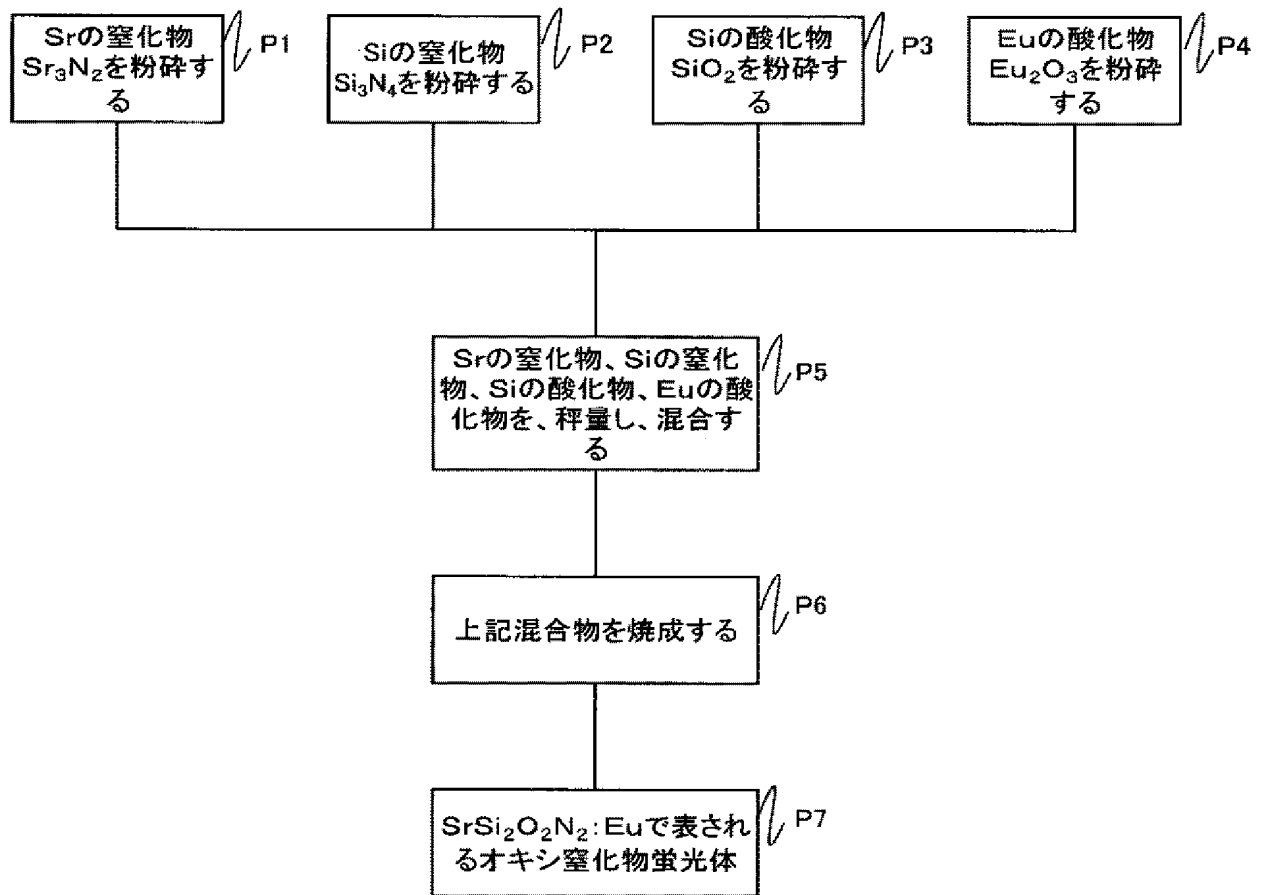 Srの窒化物
Sr₃N₂を粉砕す
る
P1
Siの窒化物
Si₃N₄を粉砕する
P2
Siの酸化物
SiO₂を粉砕す
る
P3
Euの酸化物
Eu₂O₃を粉砕
する
P4
Srの窒化物、Siの窒化
物、Siの酸化物、Euの酸
化物を、秤量し、混合す
る
P5
上記混合物を焼成する
P6
SrSi₂O₂N₂:Euで表され
るオキシ窒化物蛍光体
P7